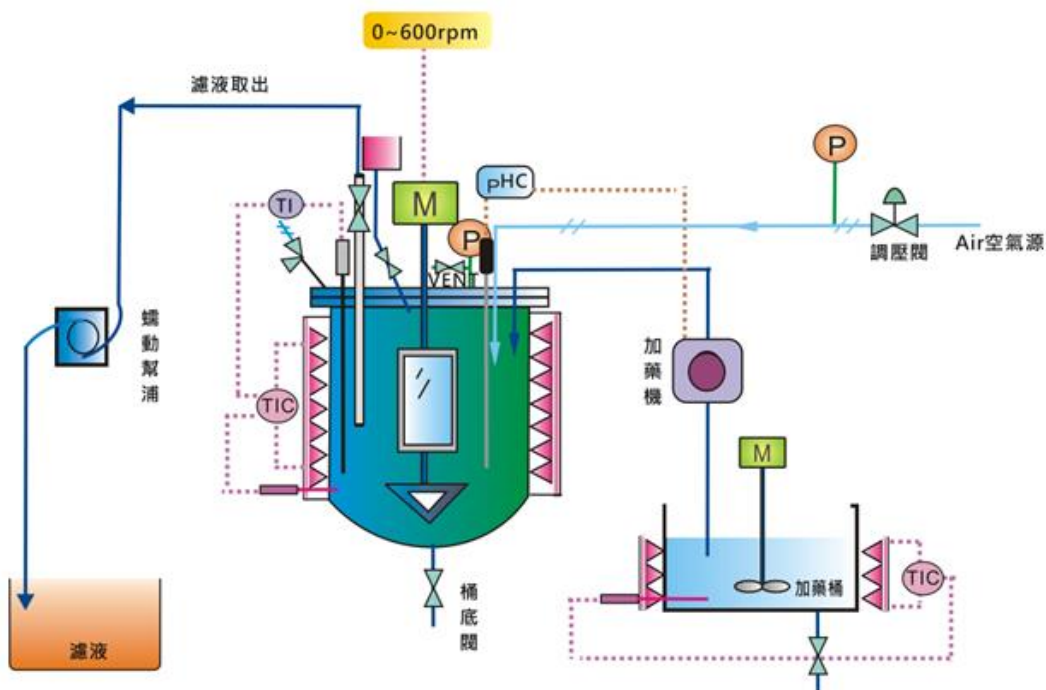 0~600rpm
濾液取出
P
TI
M
pHC
P
VENT
調壓閥
Air空氣源
蠕動幫浦
TIC
加藥機
M
加藥桶
TIC
桶底閥
濾液